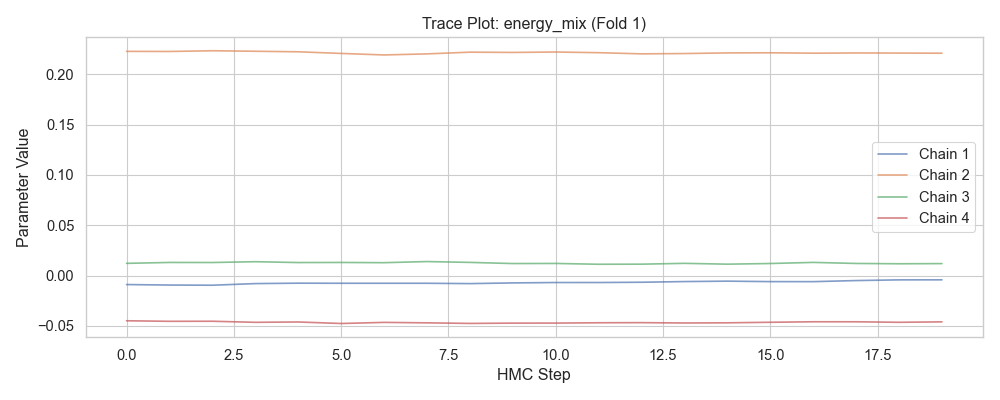 Trace Plot: energy_mix (Fold 1)
Parameter Value
0.20
0.15
0.10
0.05
0.00
−0.05
Chain 1
Chain 2
Chain 3
Chain 4
0.0 2.5 5.0 7.5 10.0 12.5 15.0 17.5
HMC Step